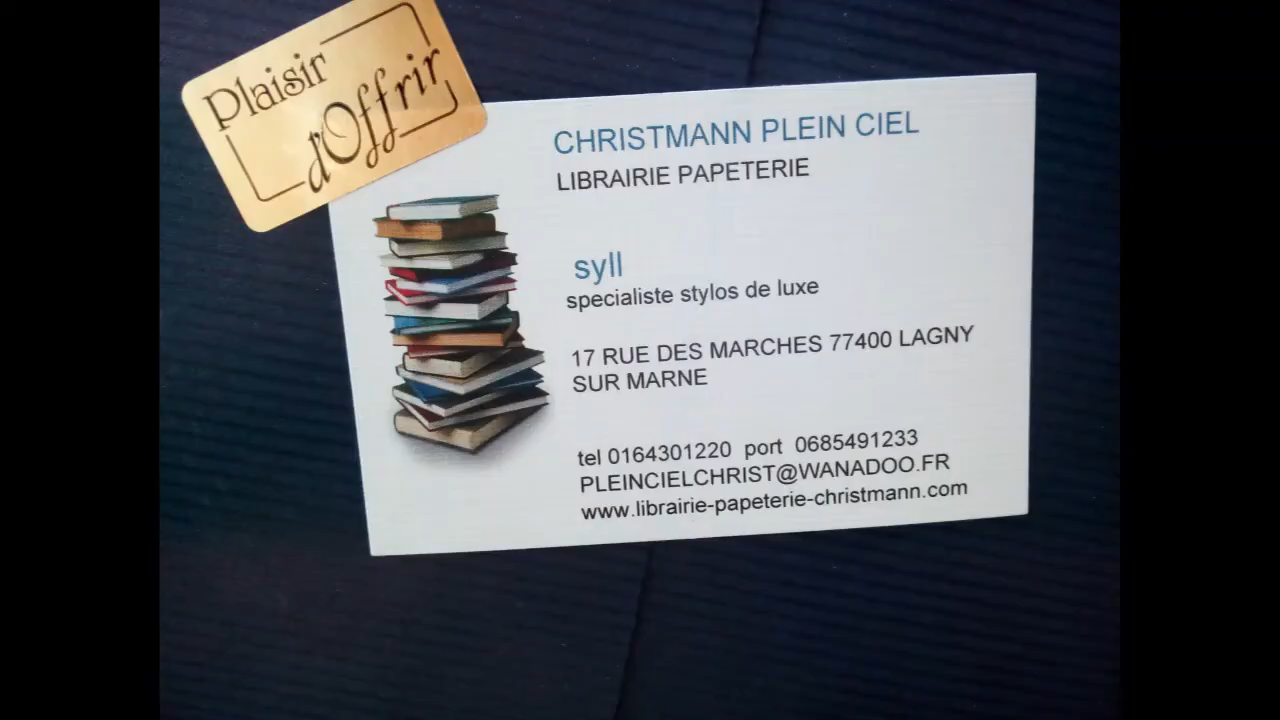 Plaisir
d'Offrir
CHRISTMANN PLEIN CIEL
LIBRAIRIE PAPETERIE
syll
specialiste stylos de luxe
17 RUE DES MARCHES 77400 LAGNY
SUR MARNE
tel 0164301220 port 0685491233
PLEINCIELCHRIST@WANADOO.FR
www.librairie-papeterie-christmann.com